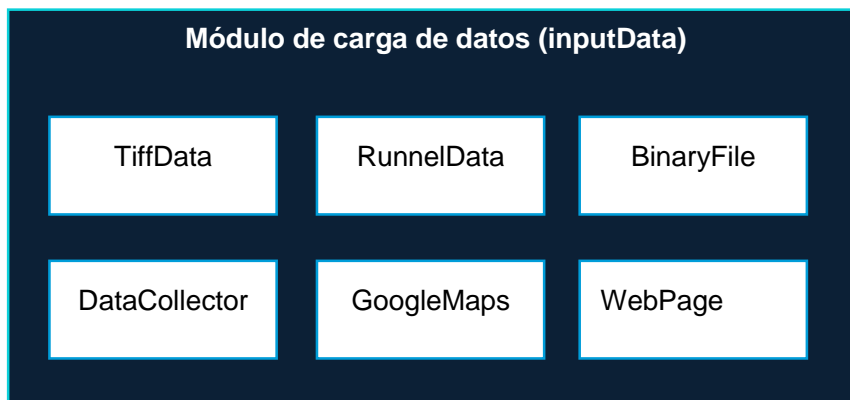 Módulo de carga de datos (inputData)
TiffData
RunnelData
BinaryFile
DataCollector
GoogleMaps
WebPage